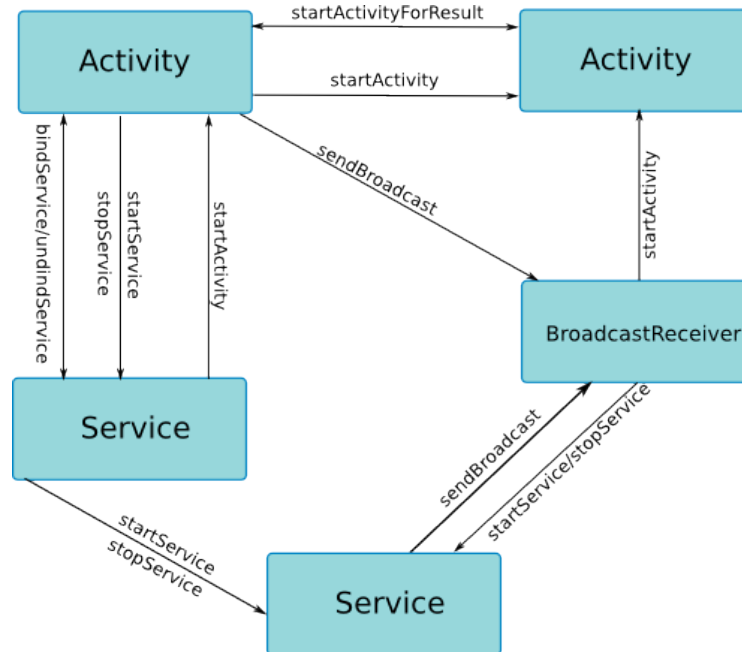 startActivityForResult
Activity
Activity
startActivity
sendBroadcast
bindService/undindService
stopService
startService
startActivity
startActivity
BroadcastReceiver
Service
sendBroadcast
startService/stopService
startService
stopService
Service